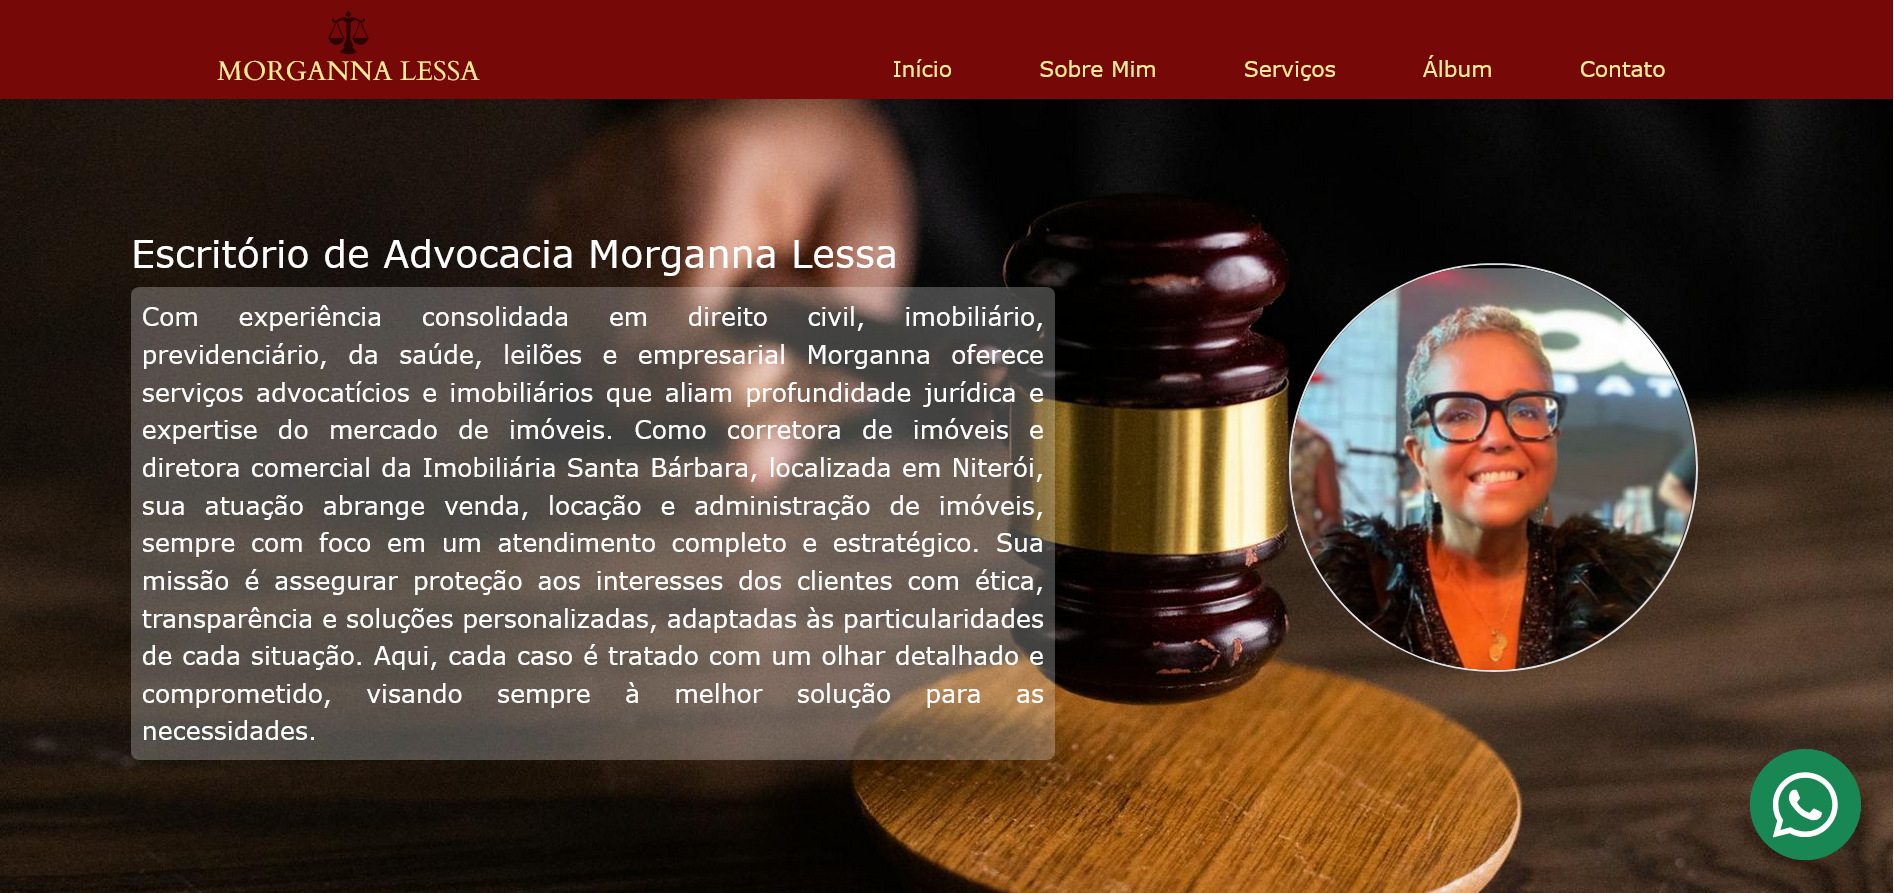 MORGANNA LESSA
Início Sobre Mim Serviços Álbum Contato
Escritório de Advocacia Morganna Lessa
Com experiência consolidada em direito civil, imobiliário,
previdenciário, da saúde, leilões e empresarial Morganna oferece
serviços advocatícios e imobiliários que aliam profundidade jurídica e
expertise do mercado de imóveis. Como corretora de imóveis e
diretora comercial da Imobiliária Santa Bárbara, localizada em Niterói,
sua atuação abrange venda, locação e administração de imóveis,
sempre com foco em um atendimento completo e estratégico. Sua
missão é assegurar proteção aos interesses dos clientes com ética,
transparência e soluções personalizadas, adaptadas às particularidades
de cada situação. Aqui, cada caso é tratado com um olhar detalhado e
comprometido, visando sempre à melhor solução para as
necessidades.